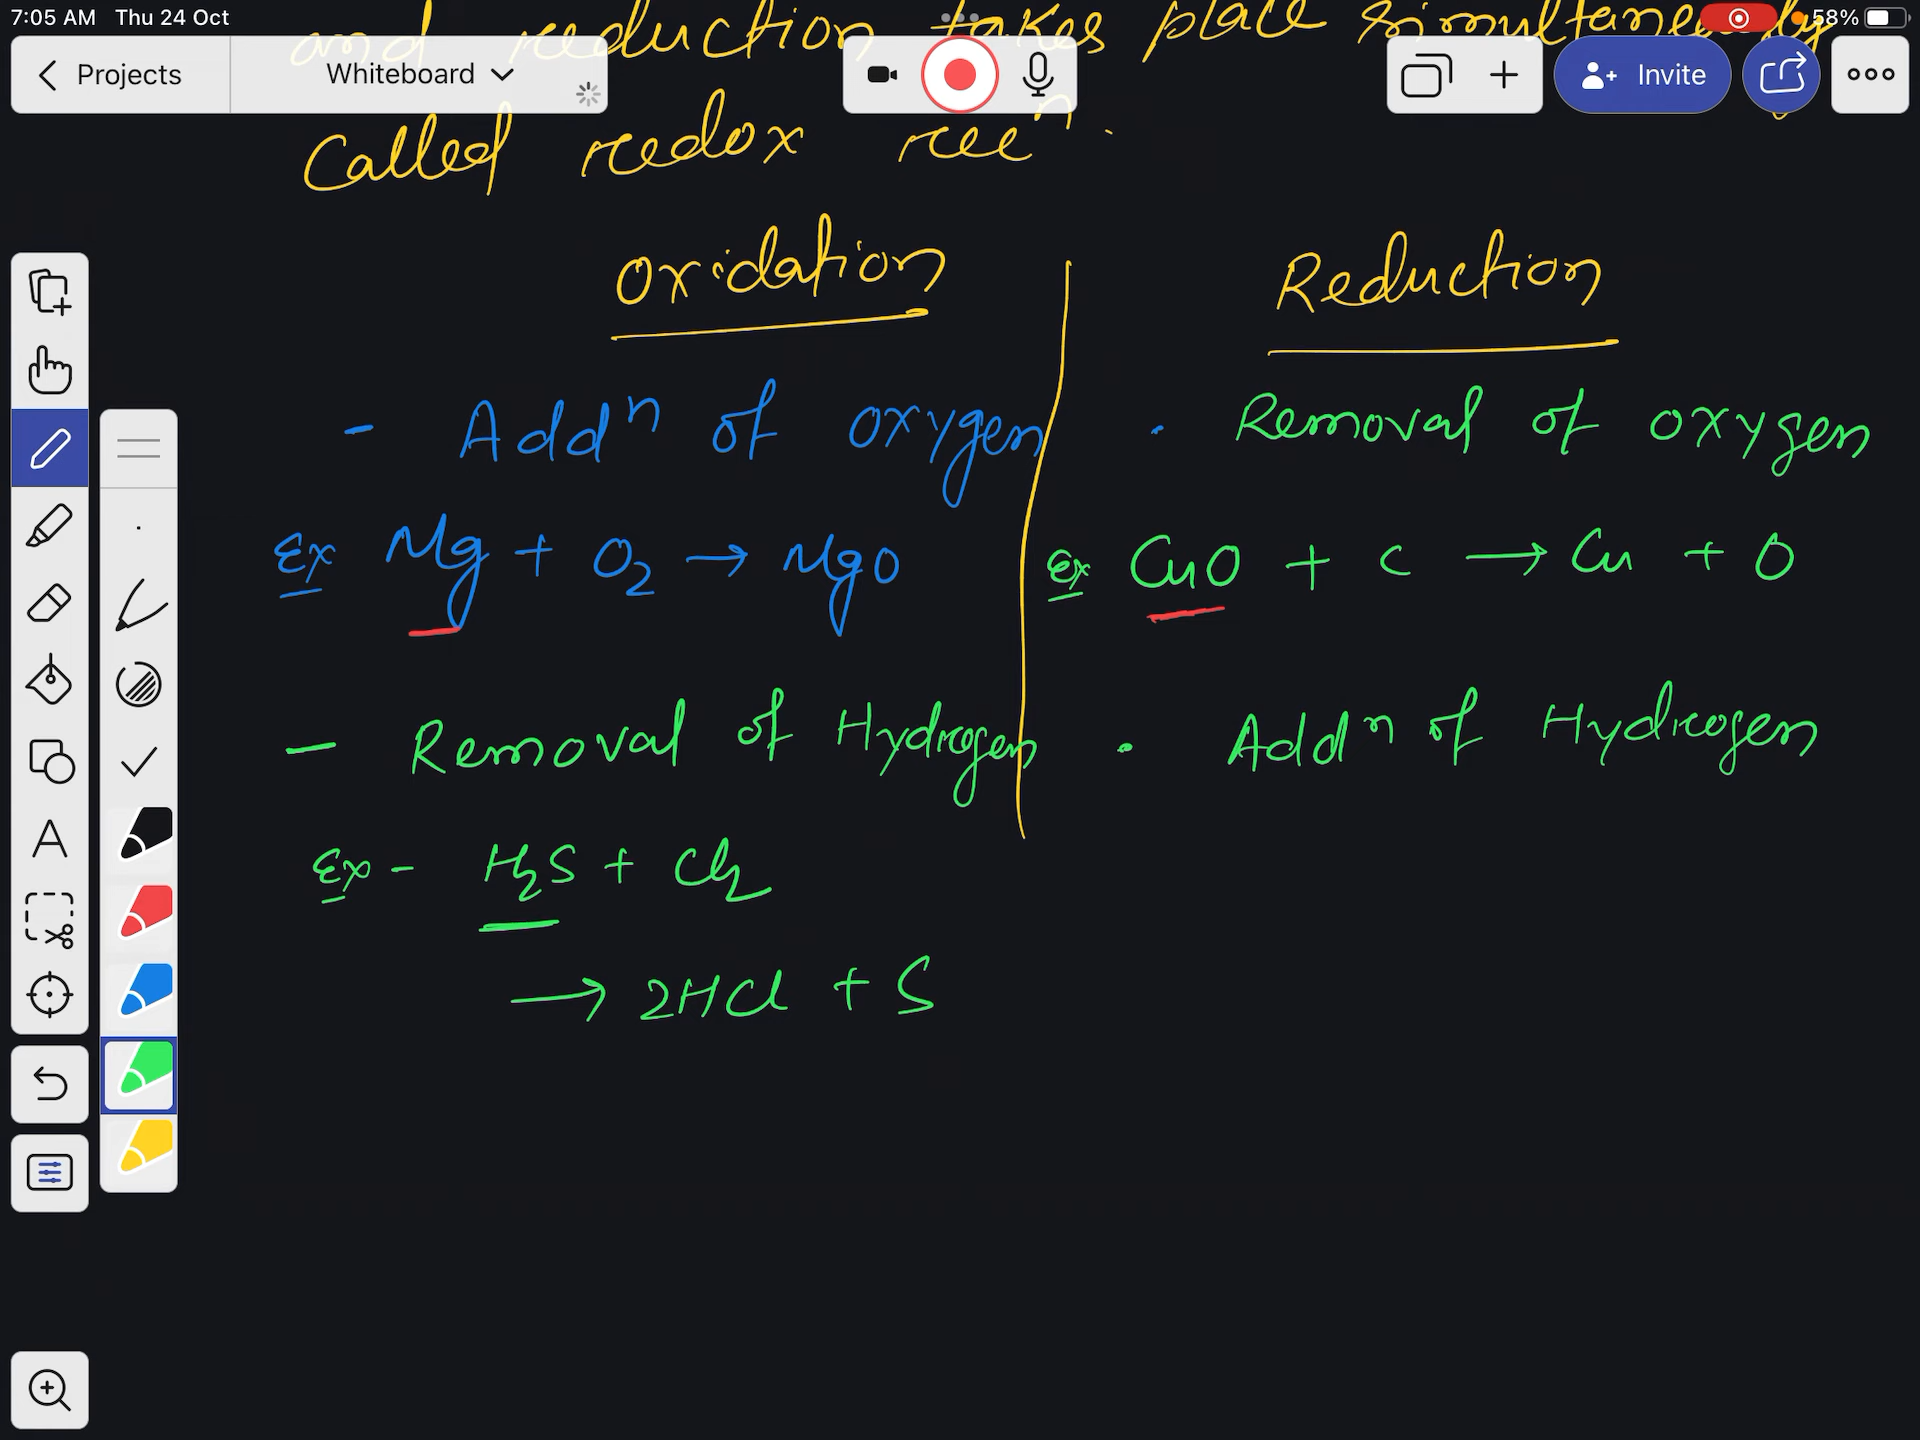 7:05 AM Thu 24 Oct
58%
and reduction takes place simultaneously
Projects
Whiteboard
Invite
Called redox reeⁿ.
Oxidation
Reduction
- Addⁿ of oxygen
· Removal of oxygen
Ex Mg + O₂ → MgO
Ex CuO + C → Cu + O
- Removal of Hydrogen
· Addⁿ of Hydrogen
Ex - H₂S + Cl₂
→ 2HCl + S
A